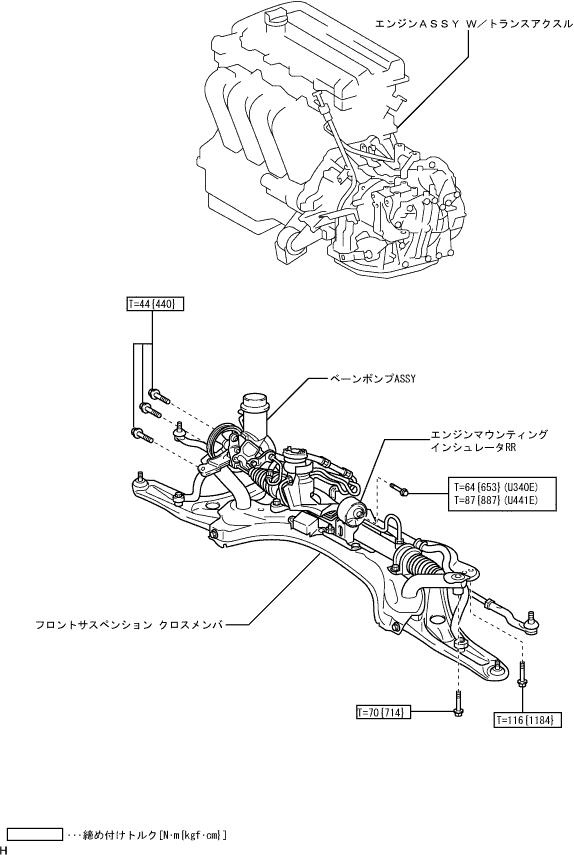 エンジンＡＳＳＹ Ｗ／トランスアクスル
T=44{440}
ベーンポンプASSY
エンジンマウンティング
インシュレータRR
T=64{653}(U340E)
T=87{887}(U441E)
フロントサスペンション クロスメンバ
T=70{714}
T=116{1184}
･･･締め付けトルク[N･m{kgf･cm}]
H